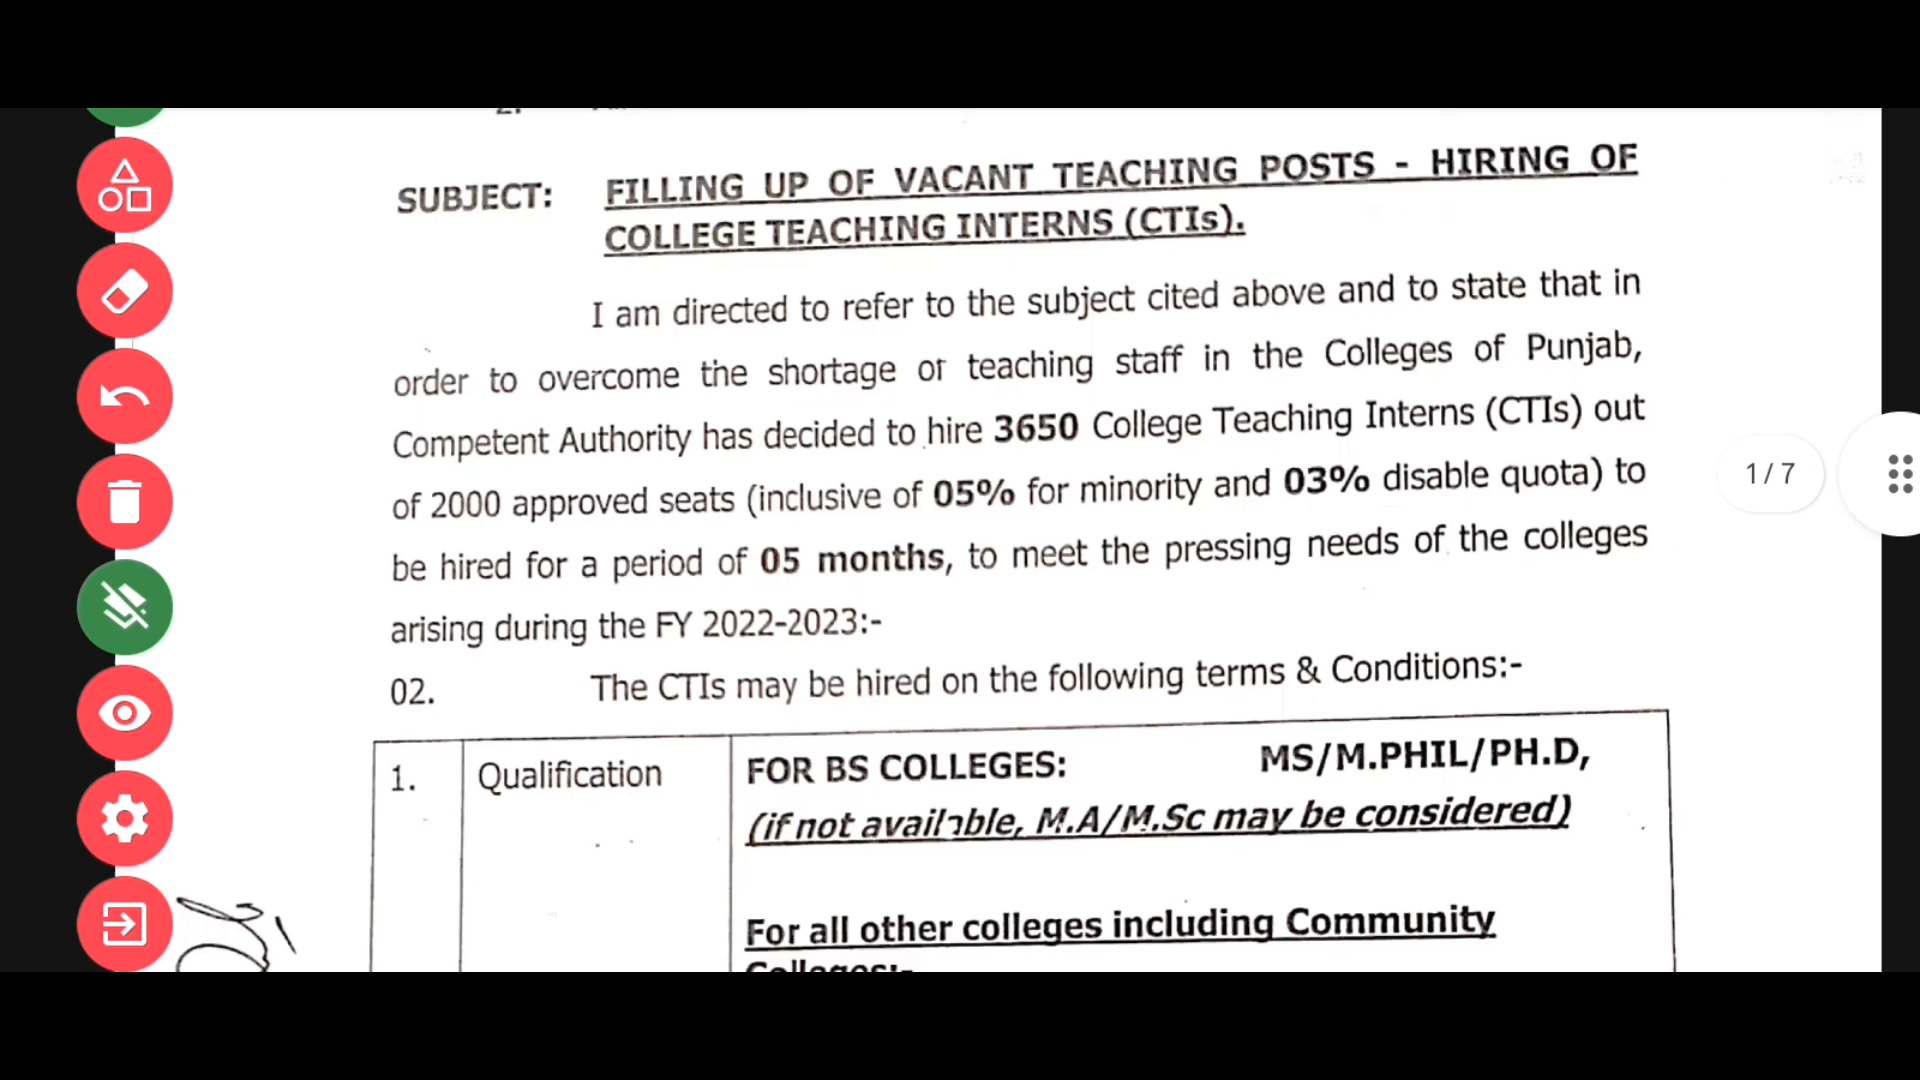 SUBJECT: FILLING UP OF VACANT TEACHING POSTS - HIRING OF
COLLEGE TEACHING INTERNS (CTIs).
I am directed to refer to the subject cited above and to state that in
order to overcome the shortage of teaching staff in the Colleges of Punjab,
Competent Authority has decided to hire 3650 College Teaching Interns (CTIs) out
of 2000 approved seats (inclusive of 05% for minority and 03% disable quota) to
be hired for a period of 05 months, to meet the pressing needs of the colleges
arising during the FY 2022-2023:-
02. The CTIs may be hired on the following terms & Conditions:-
1. Qualification FOR BS COLLEGES: MS/M.PHIL/PH.D,
(if not available, M.A/M.Sc may be considered)
For all other colleges including Community
Colleges:-
1 / 7